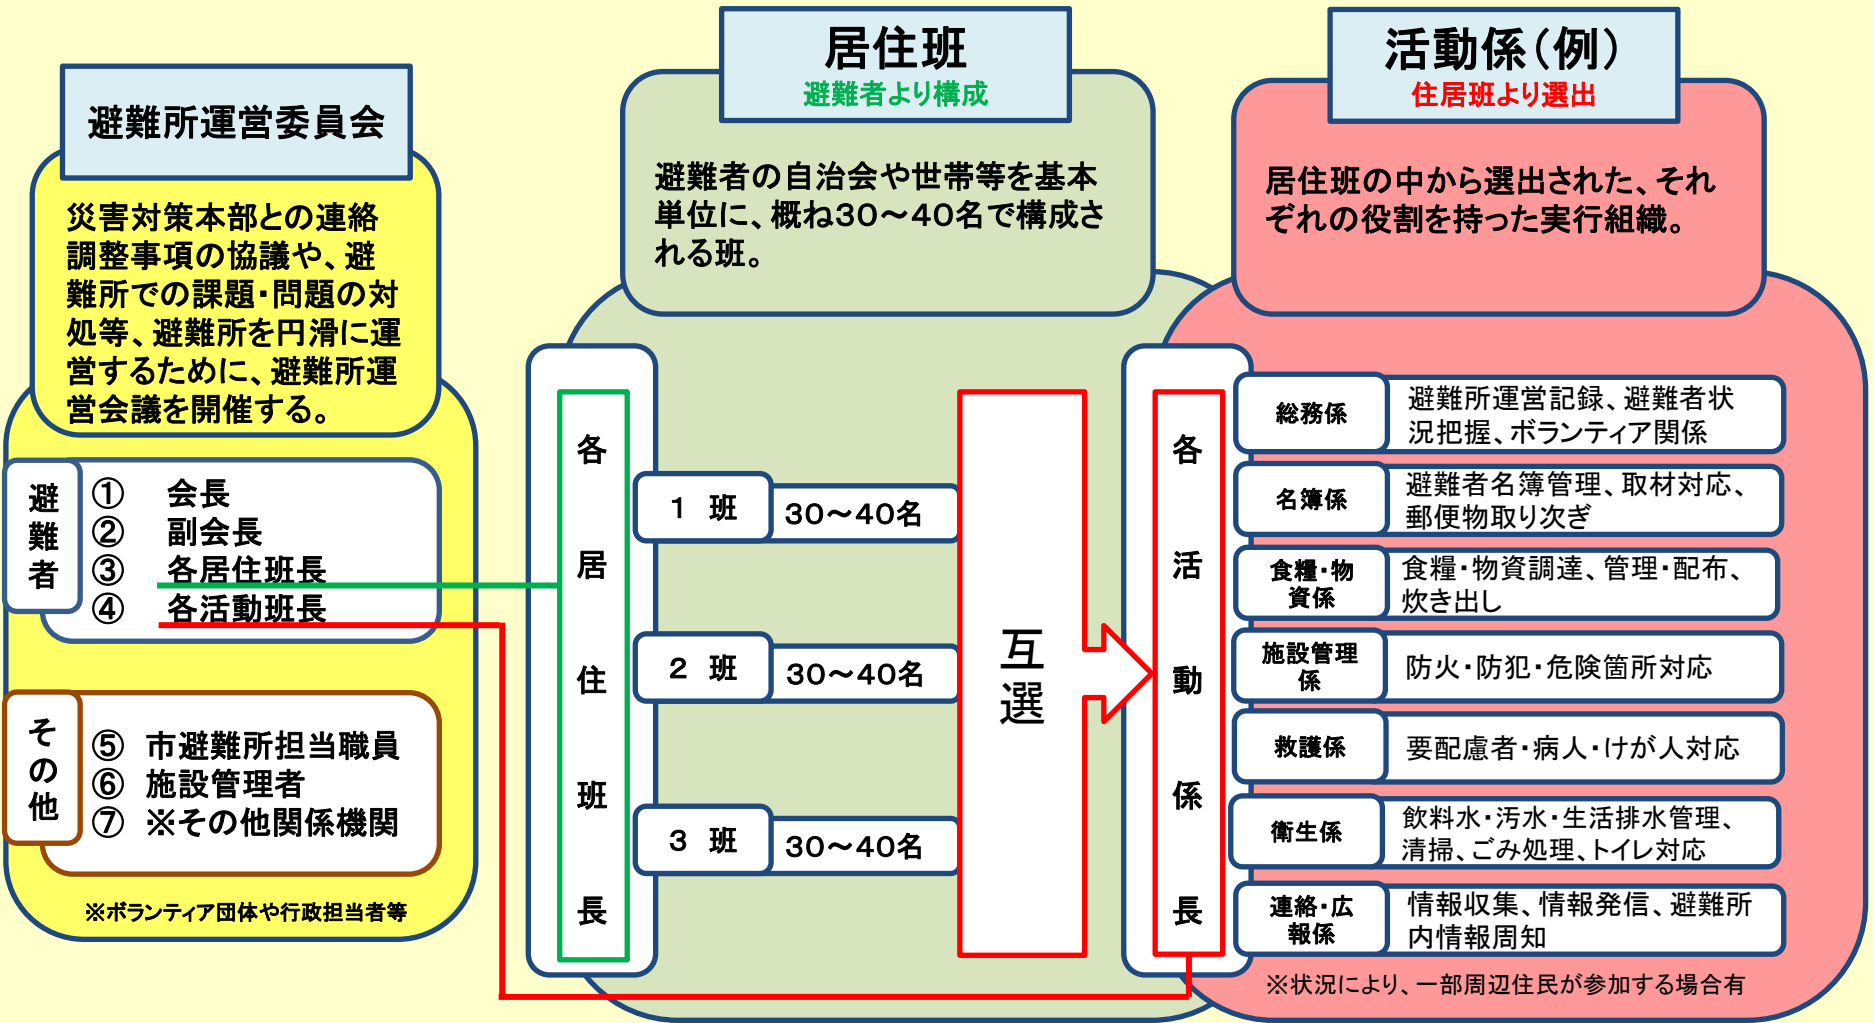 避難所運営委員会
災害対策本部との連絡
調整事項の協議や、避
難所での課題・問題の対
処等、避難所を円滑に運
営するために、避難所運
営会議を開催する。
避難者
① 会長
② 副会長
③ 各居住班長
④ 各活動班長
その他
⑤ 市避難所担当職員
⑥ 施設管理者
⑦ ※その他関係機関
※ボランティア団体や行政担当者等
居住班
避難者より構成
避難者の自治会や世帯等を基本
単位に、概ね30～40名で構成さ
れる班。
各居住班長
1 班
30～40名
2 班
30～40名
3 班
30～40名
互選
活動係(例)
住居班より選出
居住班の中から選出された、それ
ぞれの役割を持った実行組織。
各活動係長
総務係
避難所運営記録、避難者状
況把握、ボランティア関係
名簿係
避難者名簿管理、取材対応、
郵便物取り次ぎ
食糧・物
資係
食糧・物資調達、管理・配布、
炊き出し
施設管理
係
防火・防犯・危険箇所対応
救護係
要配慮者・病人・けが人対応
衛生係
飲料水・汚水・生活排水管理、
清掃、ごみ処理、トイレ対応
連絡・広
報係
情報収集、情報発信、避難所
内情報周知
※状況により、一部周辺住民が参加する場合有